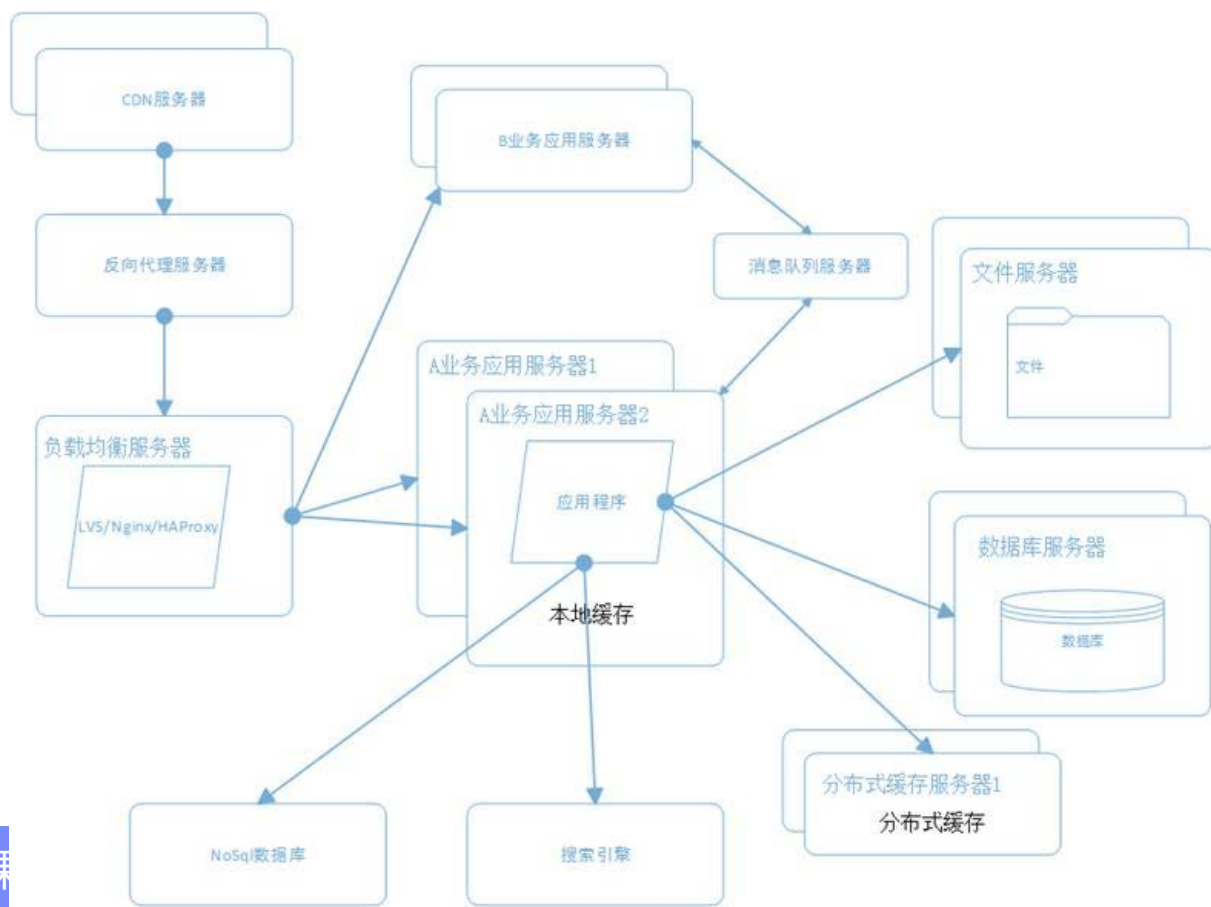 CDN服务器
B业务应用服务器
反向代理服务器
消息队列服务器
文件服务器
文件
A业务应用服务器1
A业务应用服务器2
负载均衡服务器
LVS/Nginx/HAProxy
应用程序
本地缓存
数据库服务器
数据库
分布式缓存服务器1
分布式缓存
NoSql数据库
搜索引擎